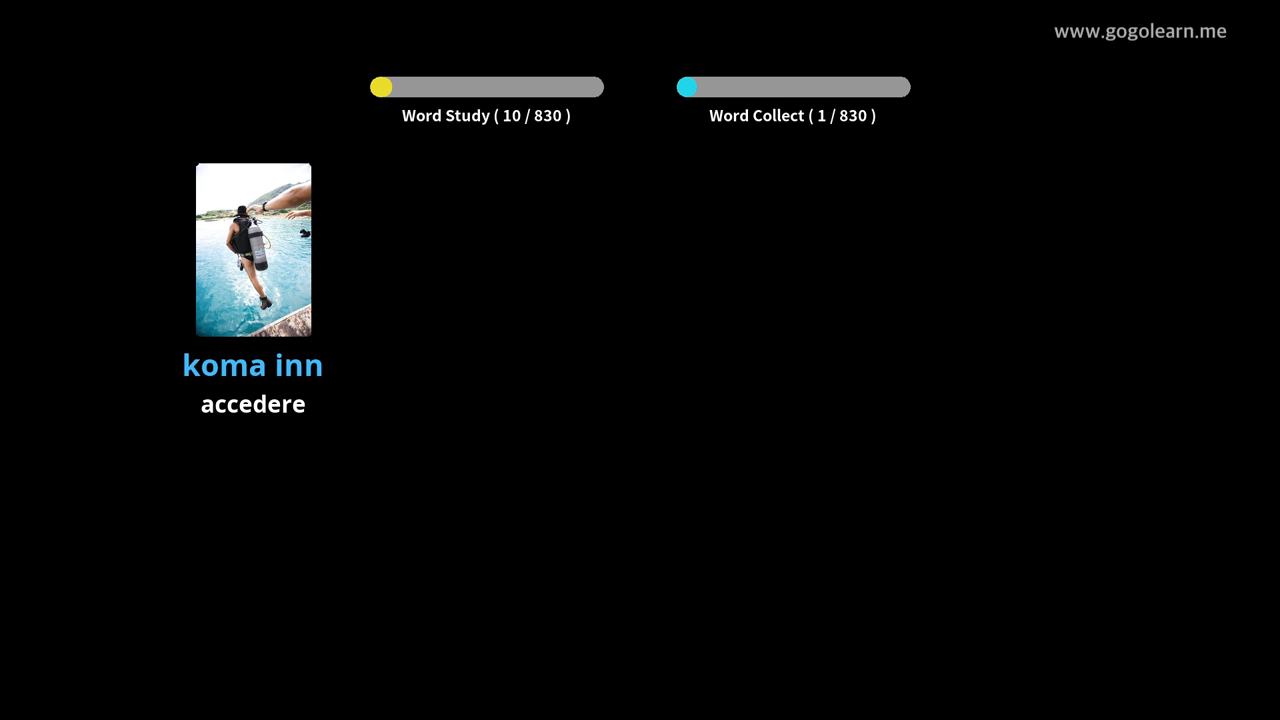 www.gogolearn.me
Word Study ( 10 / 830 )
Word Collect ( 1 / 830 )
koma inn
accedere